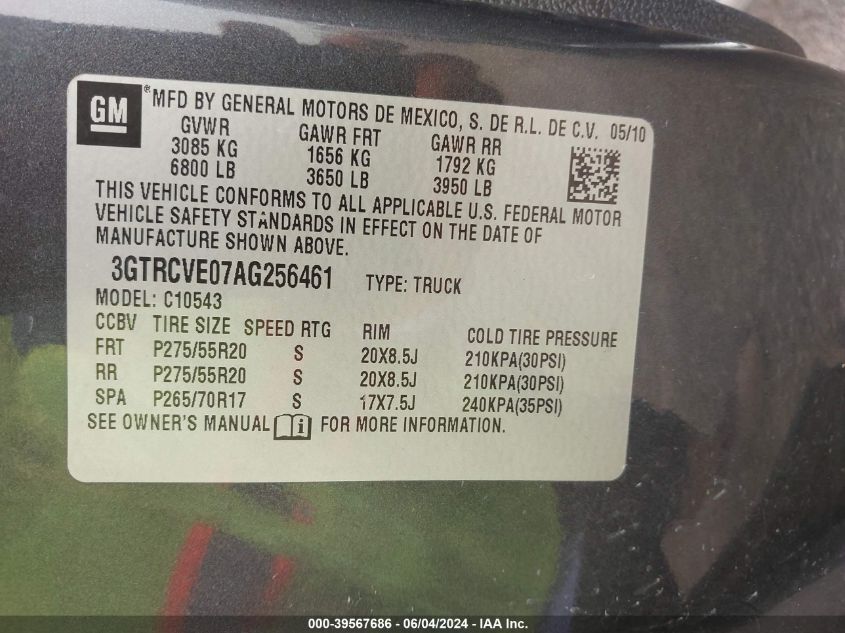 GM ® MFD BY GENERAL MOTORS DE MEXICO, S. DE R.L. DE C.V. 05/10
GVWR GAWR FRT GAWR RR
3085 KG 1656 KG 1792 KG
6800 LB 3650 LB 3950 LB
THIS VEHICLE CONFORMS TO ALL APPLICABLE U.S. FEDERAL MOTOR
VEHICLE SAFETY STANDARDS IN EFFECT ON THE DATE OF
MANUFACTURE SHOWN ABOVE.
3GTRCVE07AG256461 TYPE: TRUCK
MODEL: C10543
CCBV TIRE SIZE SPEED RTG RIM COLD TIRE PRESSURE
FRT P275/55R20 S 20X8.5J 210KPA(30PSI)
RR P275/55R20 S 20X8.5J 210KPA(30PSI)
SPA P265/70R17 S 17X7.5J 240KPA(35PSI)
SEE OWNER'S MANUAL i FOR MORE INFORMATION.
000-39567686 - 06/04/2024 - IAA Inc.